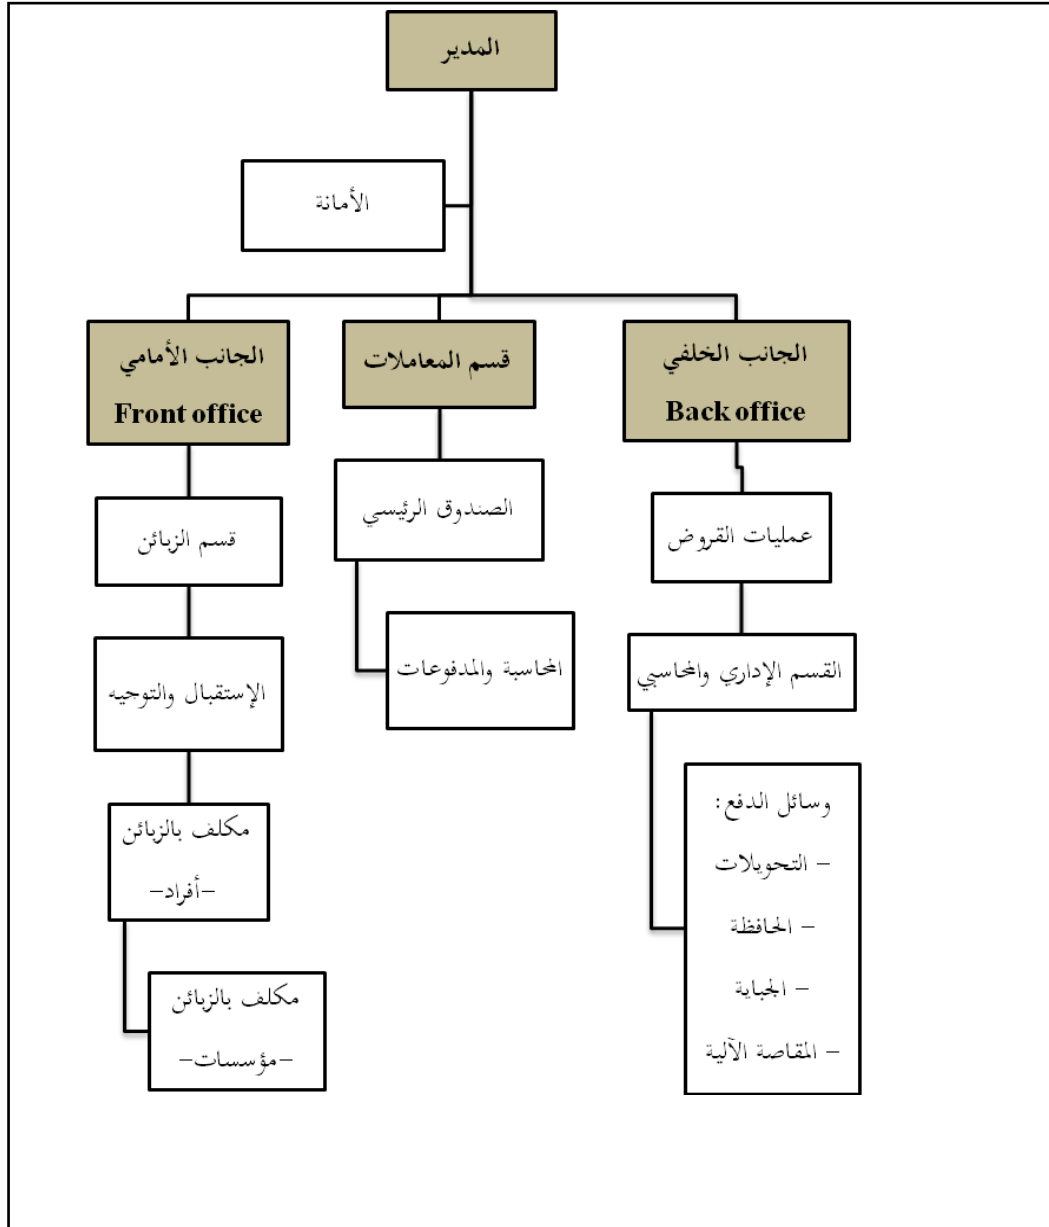 المدير
الأمانة
الجانب الخلفي
Back office
قسم المعاملات
الجانب الأمامي
Front office
عمليات القروض
القسم الإداري والمحاسبي
وسائل الدفع:
– التحويلات
– الحافظة
– الجباية
– المقاصة الآلية
الصندوق الرئيسي
المحاسبة والمدفوعات
قسم الزبائن
الإستقبال والتوجيه
مكلف بالزبائن
–أفراد–
مكلف بالزبائن
–مؤسسات–